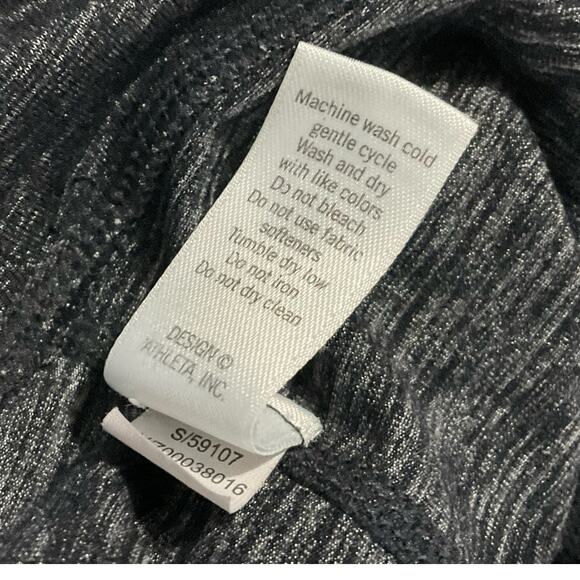 Machine wash cold
gentle cycle
Wash and dry
with like colors
Do not bleach
Do not use fabric
softeners
Tumble dry low
Do not iron
Do not dry clean
DESIGN ©
ATHLETA, INC.
S/59107
00038016